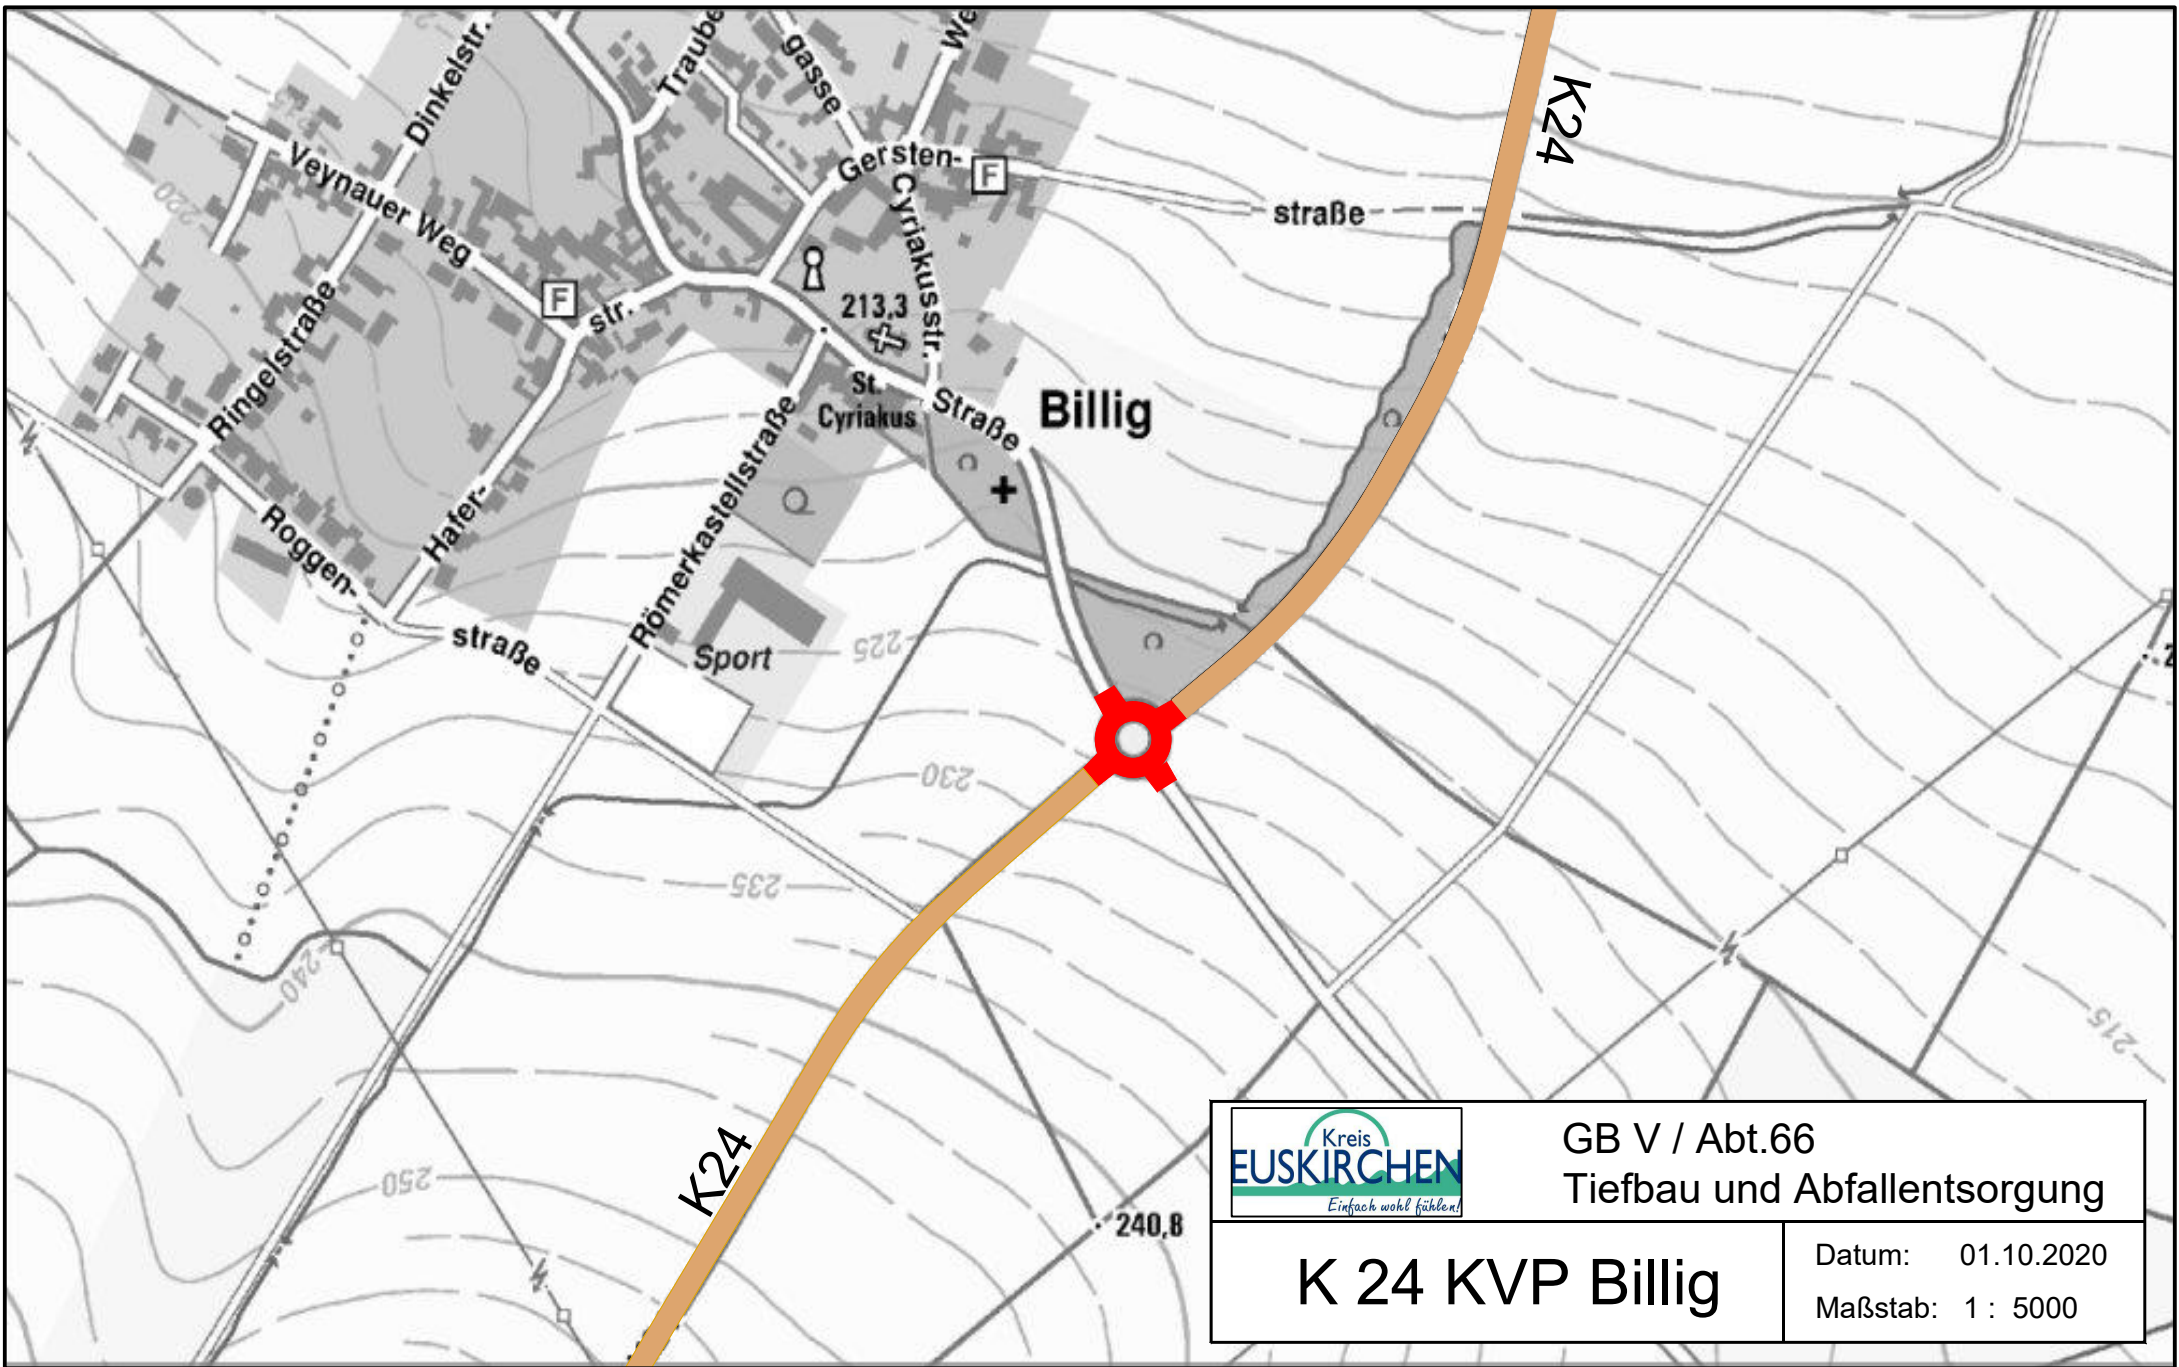 Dinkelstr.
Traube
gasse
We
K24
Veynauer Weg
Gersten-
F
straße
220
Cyriakusstr.
F
str.
213,3
Ringelstraße
St.
Cyriakus
Straße
Billig
Römerkastellstraße
Hafer-
Roggen-
straße
Sport
225
230
235
240
250
215
K24
240,8
Kreis
EUSKIRCHEN
Einfach wohl fühlen!
GB V / Abt.66
Tiefbau und Abfallentsorgung
K 24 KVP Billig
Datum: 01.10.2020
Maßstab: 1 : 5000